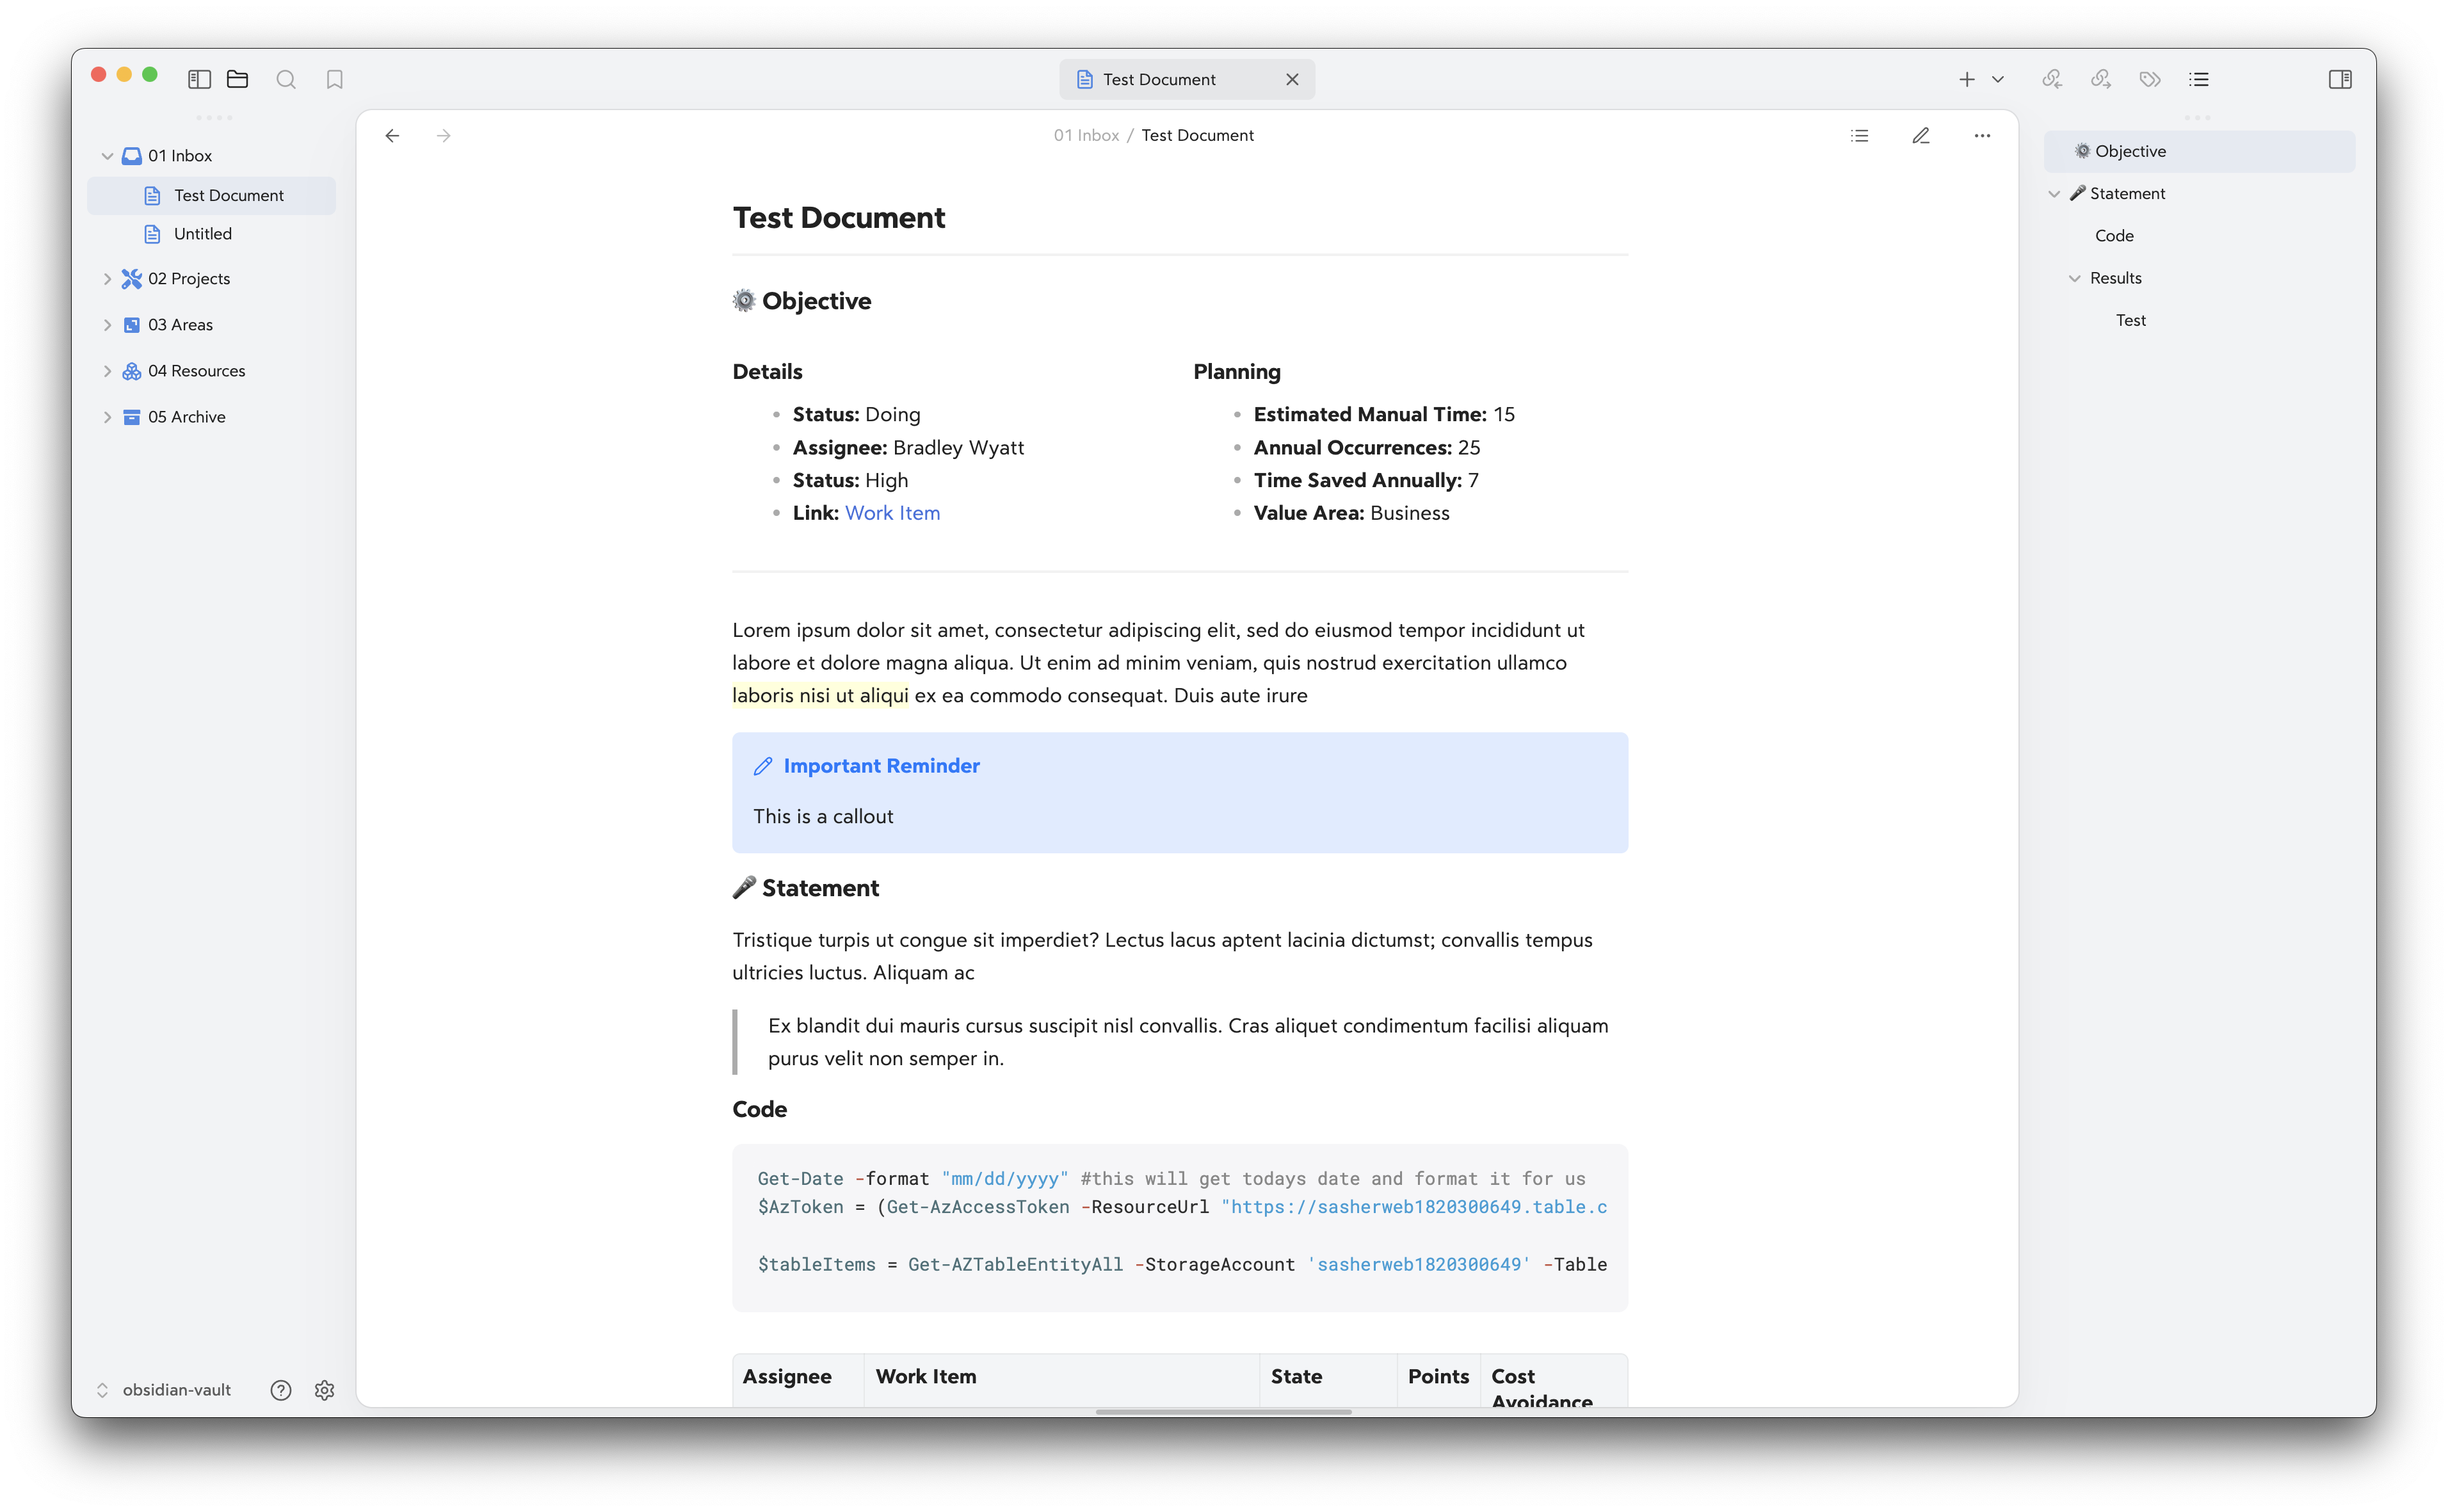 Test Document
01 Inbox
Test Document
Untitled
02 Projects
03 Areas
04 Resources
05 Archive
obsidian-vault
01 Inbox / Test Document
Test Document
Objective
Details
Status: Doing
Assignee: Bradley Wyatt
Status: High
Link: Work Item
Planning
Estimated Manual Time: 15
Annual Occurrences: 25
Time Saved Annually: 7
Value Area: Business
Lorem ipsum dolor sit amet, consectetur adipiscing elit, sed do eiusmod tempor incididunt ut
labore et dolore magna aliqua. Ut enim ad minim veniam, quis nostrud exercitation ullamco
laboris nisi ut aliqui ex ea commodo consequat. Duis aute irure
Important Reminder
This is a callout
Statement
Tristique turpis ut congue sit imperdiet? Lectus lacus aptent lacinia dictumst; convallis tempus
ultricies luctus. Aliquam ac
Ex blandit dui mauris cursus suscipit nisl convallis. Cras aliquet condimentum facilisi aliquam
purus velit non semper in.
Code
Get-Date -format "mm/dd/yyyy" #this will get todays date and format it for us
$AzToken = (Get-AzAccessToken -ResourceUrl "https://sasherweb1820300649.table.c
$tableItems = Get-AZTableEntityAll -StorageAccount 'sasherweb1820300649' -Table
Assignee Work Item State Points Cost
Avoidance
Objective
Statement
Code
Results
Test